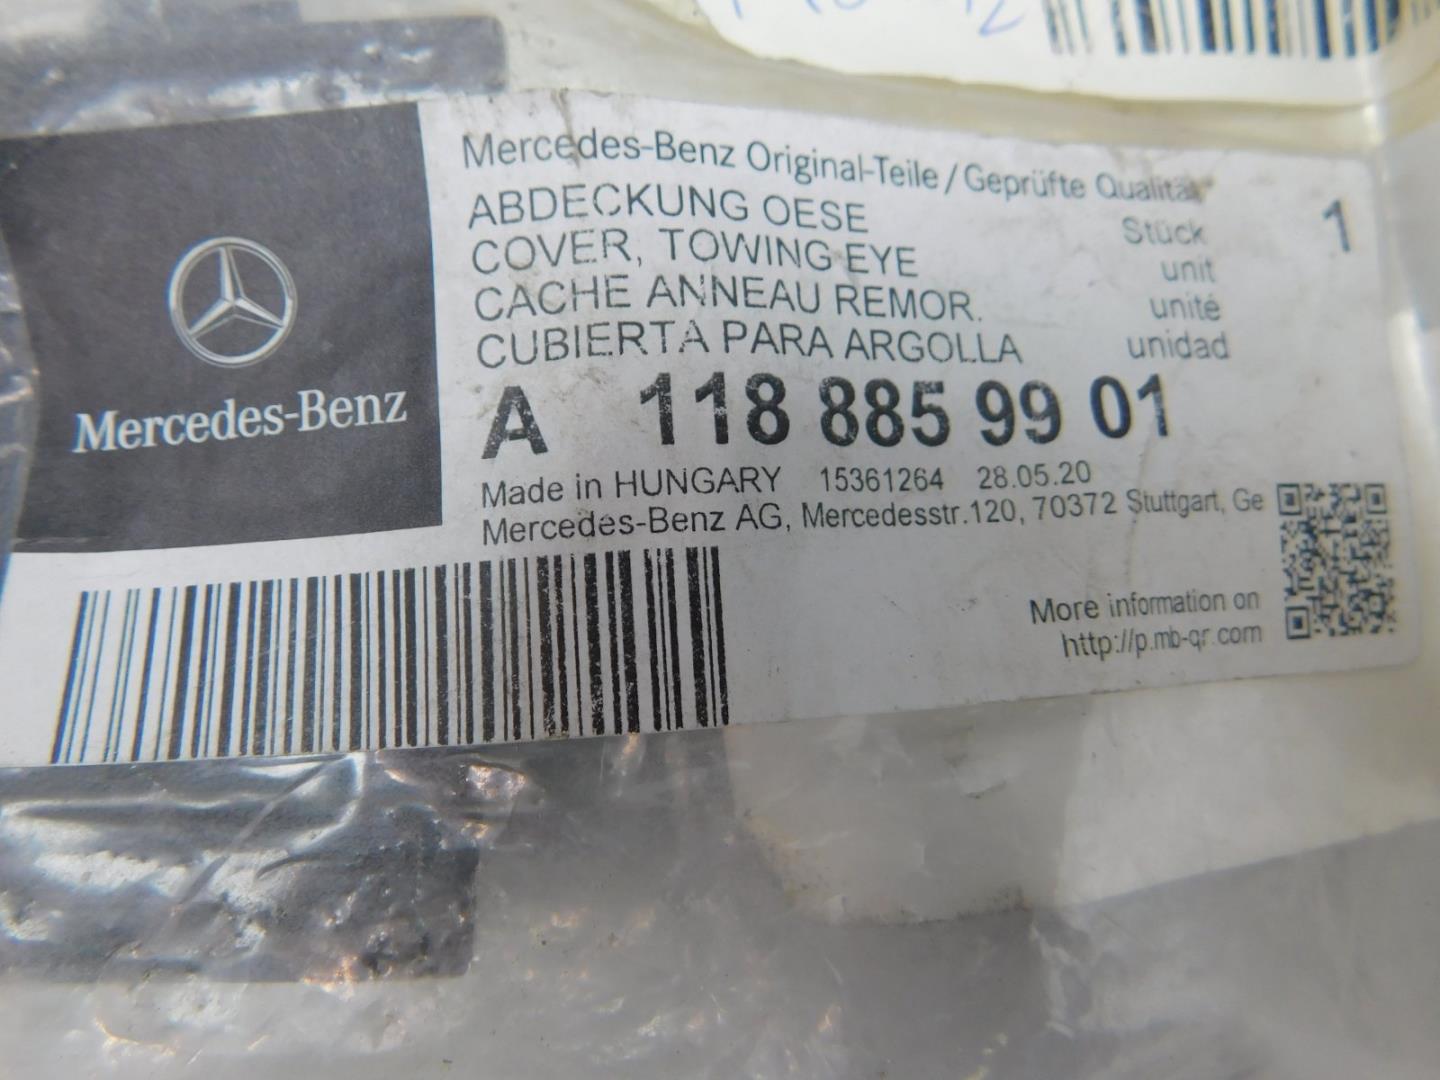 Mercedes-Benz
Mercedes-Benz Original-Teile / Geprüfte Qualität
ABDECKUNG OESE
COVER, TOWING EYE
CACHE ANNEAU REMOR.
CUBIERTA PARA ARGOLLA
Stück 1
unit
unité
unidad
A 118 885 99 01
Made in HUNGARY 15361264 28.05.20
Mercedes-Benz AG, Mercedesstr.120, 70372 Stuttgart, Ge
More information on
http://p.mb-qr.com